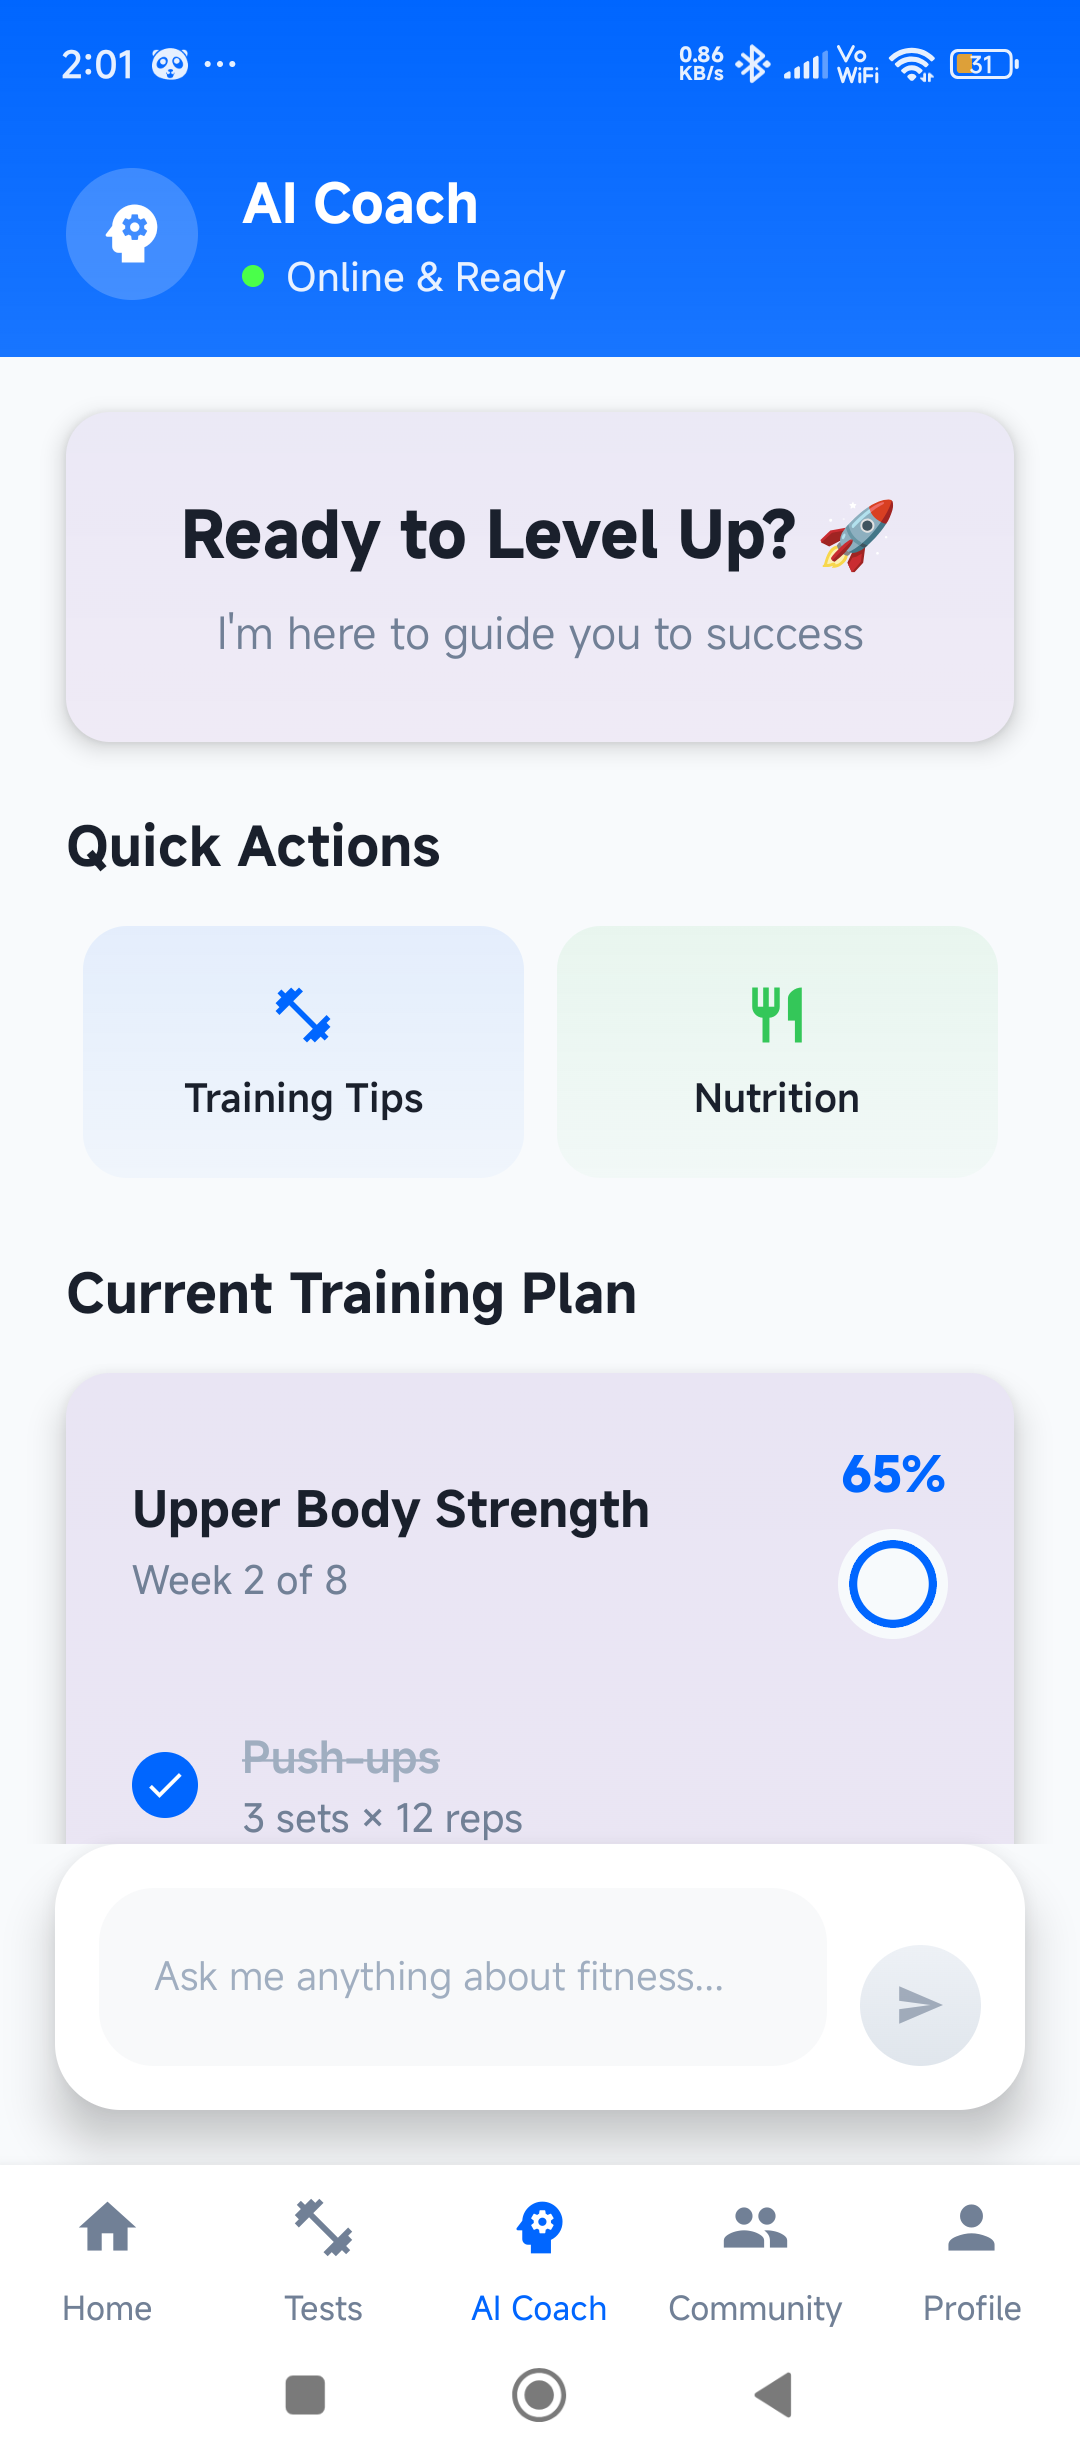 2:01
0.86
KB/s
Vo
WiFi
31
AI Coach
Online & Ready
Ready to Level Up? 🚀
I'm here to guide you to success
Quick Actions
Training Tips
Nutrition
Current Training Plan
65%
Upper Body Strength
Week 2 of 8
Push-ups
3 sets × 12 reps
Ask me anything about fitness...
Home
Tests
AI Coach
Community
Profile